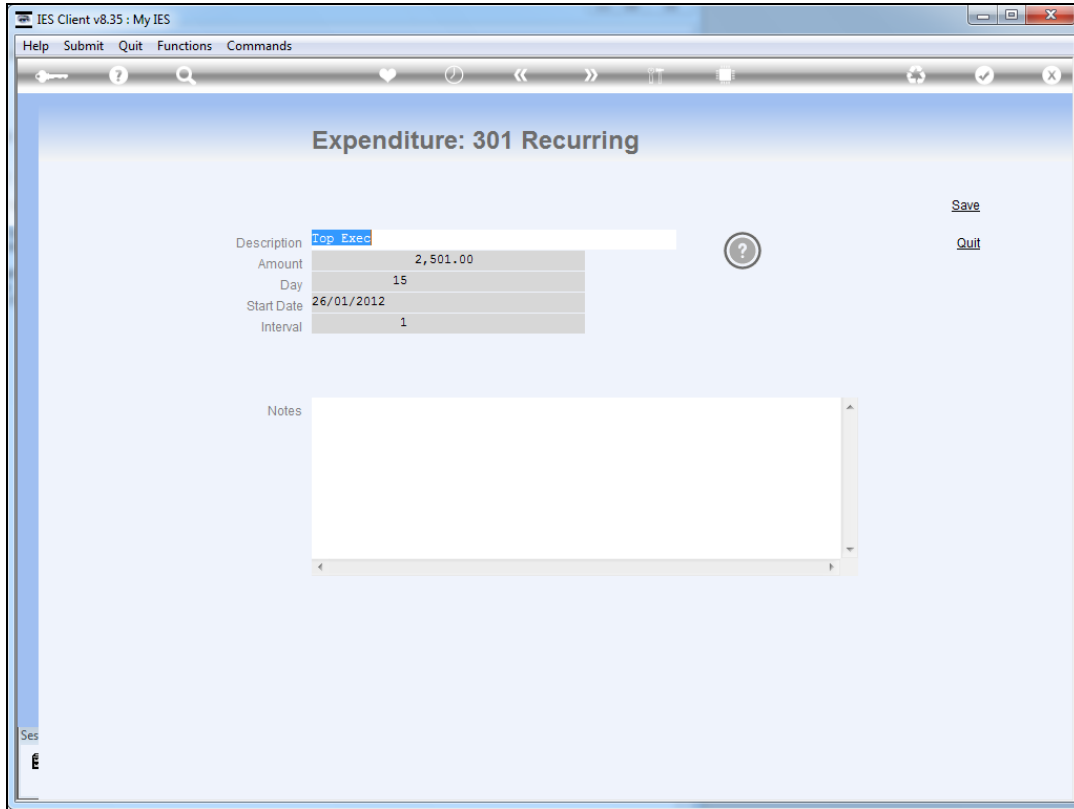 IES Client v8.35 : My IES
Help Submit Quit Functions Commands
Expenditure: 301 Recurring
Save
Description Top Exec
Quit
Amount 2,501.00
Day 15
Start Date 26/01/2012
Interval 1
Notes
Ses